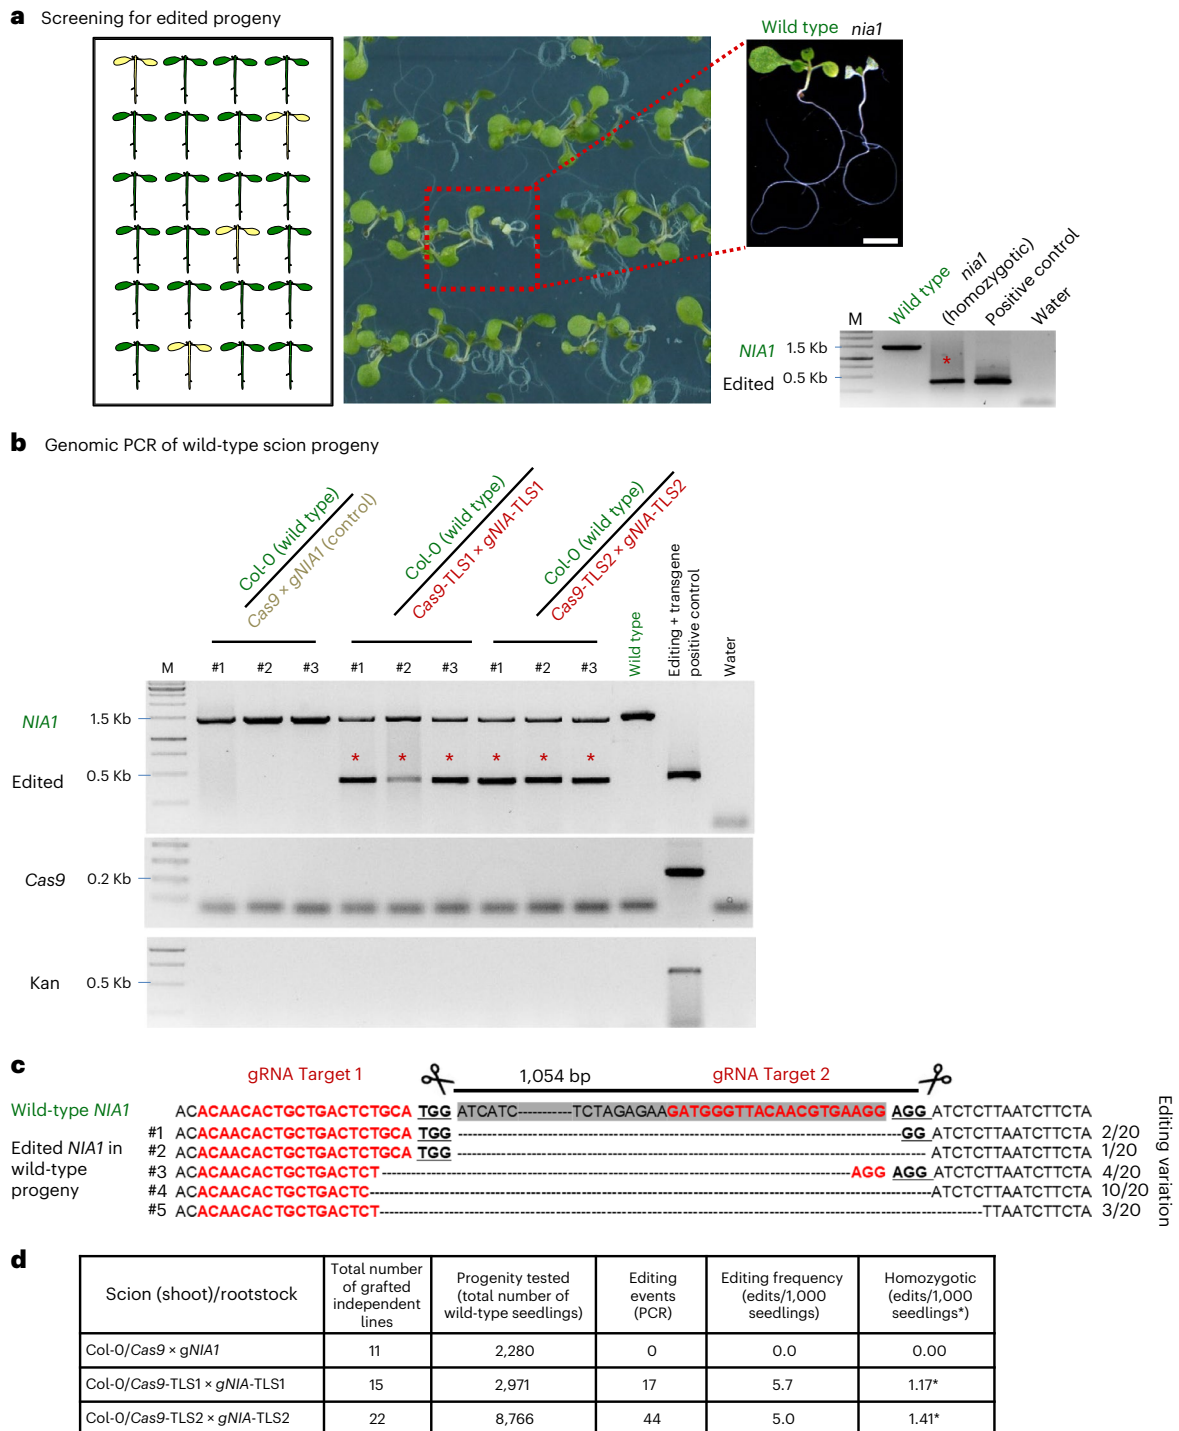 a Screening for edited progeny
Wild type nia1
Wild type
nia1
(homozygotic)
Positive control
Water
M
NIA1 1.5 Kb
*
Edited 0.5 Kb
b Genomic PCR of wild-type scion progeny
Col-0 (wild type)
Cas9 × gNIA1 (control)
Col-0 (wild type)
Cas9-TLS1 × gNIA-TLS1
Col-0 (wild type)
Cas9-TLS2 × gNIA-TLS2
Wild type
Editing + transgene
positive control
Water
M #1 #2 #3 #1 #2 #3 #1 #2 #3
NIA1 1.5 Kb
* * * * * *
Edited 0.5 Kb
Cas9 0.2 Kb
Kan 0.5 Kb
c
gRNA Target 1 1,054 bp gRNA Target 2
Wild-type NIA1 ACACAACACTGCTGACTCTGCA TGG ATCATC----------TCTAGAGAAGATGGGTTACAACGTGAAGG AGG ATCTCTTAATCTTCTA
Edited NIA1 in
wild-type
progeny
#1 ACACAACACTGCTGACTCTGCA TGG ----------GG ATCTCTTAATCTTCTA 2/20
#2 ACACAACACTGCTGACTCTGCA TGG ---------- ATCTCTTAATCTTCTA 1/20
#3 ACACAACACTGCTGACTCT----------AGG AGG ATCTCTTAATCTTCTA 4/20
#4 ACACAACACTGCTGACTC----------ATCTCTTAATCTTCTA 10/20
#5 ACACAACACTGCTGACTCT----------TTAATCTTCTA 3/20
Editing variation
d
Scion (shoot)/rootstock
Total number
of grafted
independent
lines
Progenity tested
(total number of
wild-type seedlings)
Editing
events
(PCR)
Editing frequency
(edits/1,000
seedlings)
Homozygotic
(edits/1,000
seedlings*)
Col-0/Cas9 × gNIA1 11 2,280 0 0.0 0.00
Col-0/Cas9-TLS1 × gNIA-TLS1 15 2,971 17 5.7 1.17*
Col-0/Cas9-TLS2 × gNIA-TLS2 22 8,766 44 5.0 1.41*